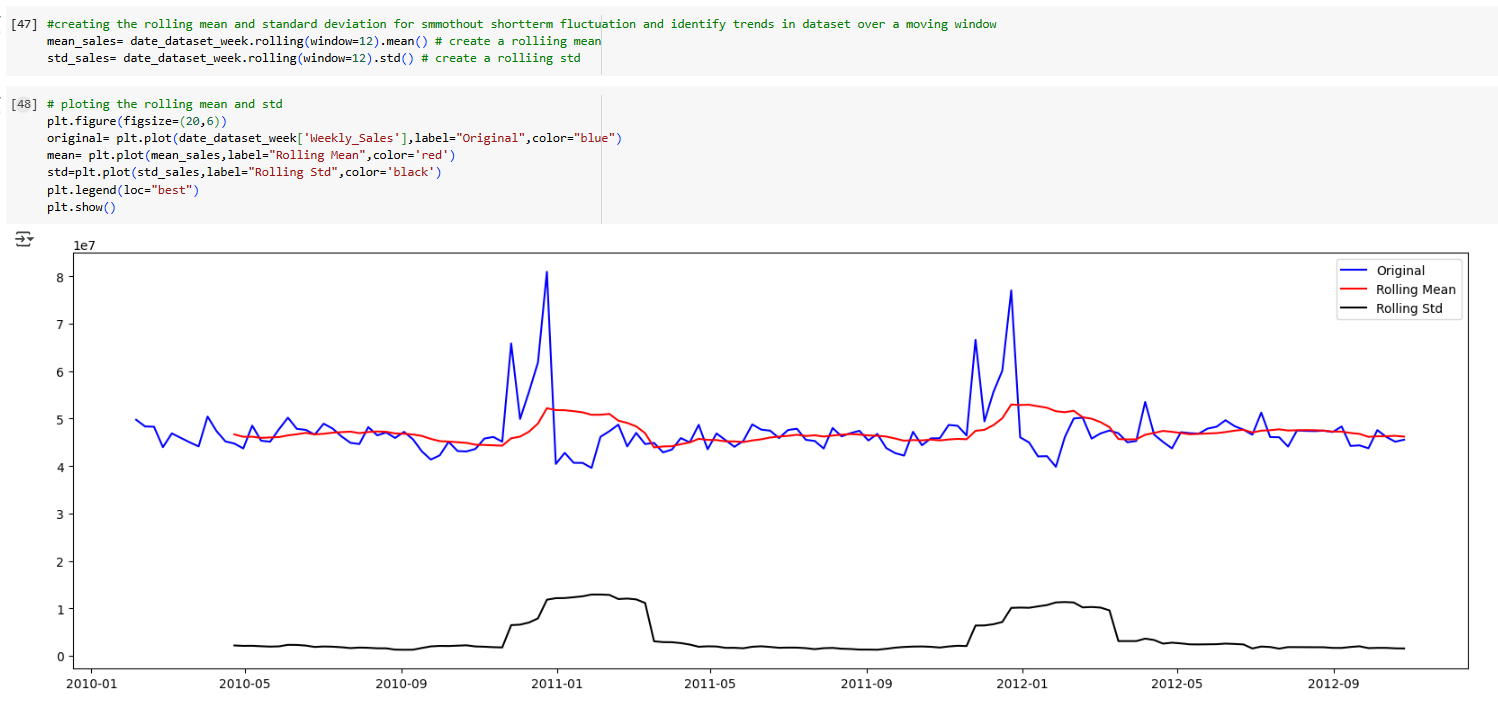 [47] #creating the rolling mean and standard deviation for smmothout shortterm fluctuation and identify trends in dataset over a moving window
mean_sales= date_dataset_week.rolling(window=12).mean() # create a rolliing mean
std_sales= date_dataset_week.rolling(window=12).std() # create a rolliing std
[48] # ploting the rolling mean and std
plt.figure(figsize=(20,6))
original= plt.plot(date_dataset_week['Weekly_Sales'],label="Original",color="blue")
mean= plt.plot(mean_sales,label="Rolling Mean",color='red')
std=plt.plot(std_sales,label="Rolling Std",color='black')
plt.legend(loc="best")
plt.show()
1e7
Original
Rolling Mean
Rolling Std
8
7
6
5
4
3
2
1
0
2010-01 2010-05 2010-09 2011-01 2011-05 2011-09 2012-01 2012-05 2012-09